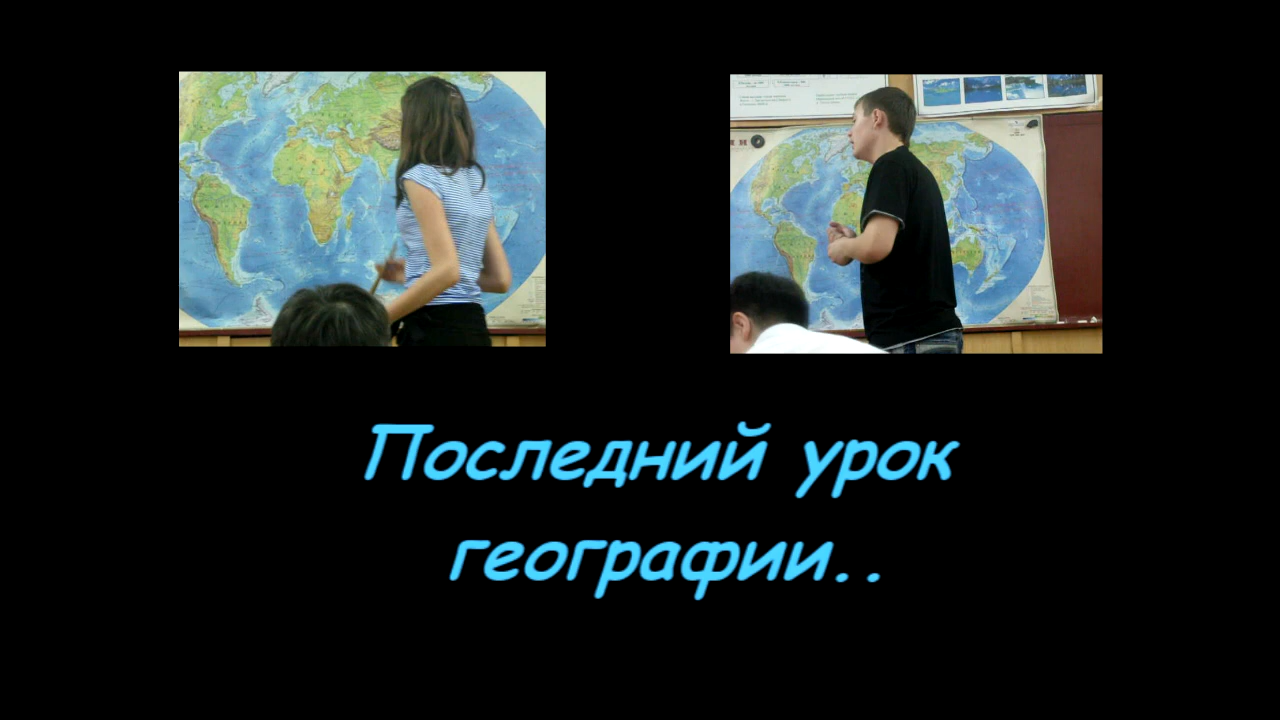 Последний урок
географии..